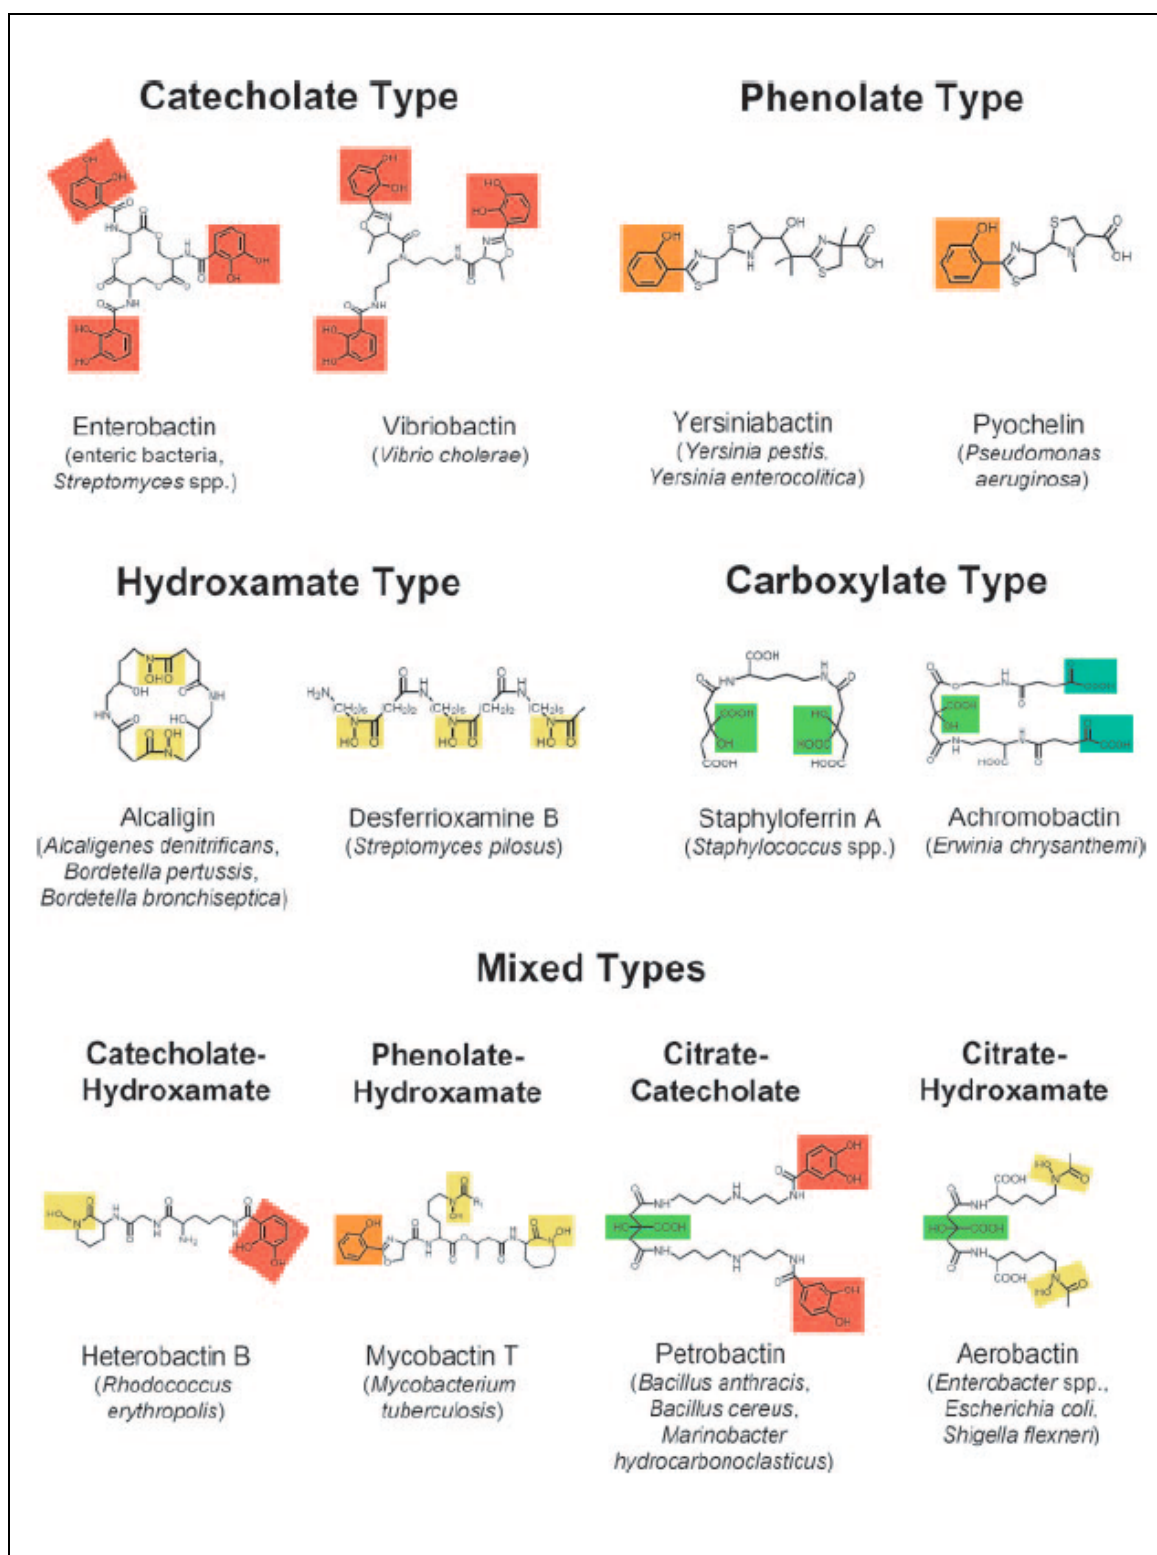 Catecholate Type
Phenolate Type
Enterobactin
(enteric bacteria,
Streptomyces spp.)
Vibriobactin
(Vibrio cholerae)
Yersiniabactin
(Yersinia pestis,
Yersinia enterocolitica)
Pyochelin
(Pseudomonas
aeruginosa)
Hydroxamate Type
Carboxylate Type
Alcaligin
(Alcaligenes denitrificans,
Bordetella pertussis,
Bordetella bronchiseptica)
Desferrioxamine B
(Streptomyces pilosus)
Staphyloferrin A
(Staphylococcus spp.)
Achromobactin
(Erwinia chrysanthemi)
Mixed Types
Catecholate-
Hydroxamate
Phenolate-
Hydroxamate
Citrate-
Catecholate
Citrate-
Hydroxamate
Heterobactin B
(Rhodococcus
erythropolis)
Mycobactin T
(Mycobacterium
tuberculosis)
Petrobactin
(Bacillus anthracis,
Bacillus cereus,
Marinobacter
hydrocarbonoclasticus)
Aerobactin
(Enterobacter spp.,
Escherichia coli,
Shigella flexneri)